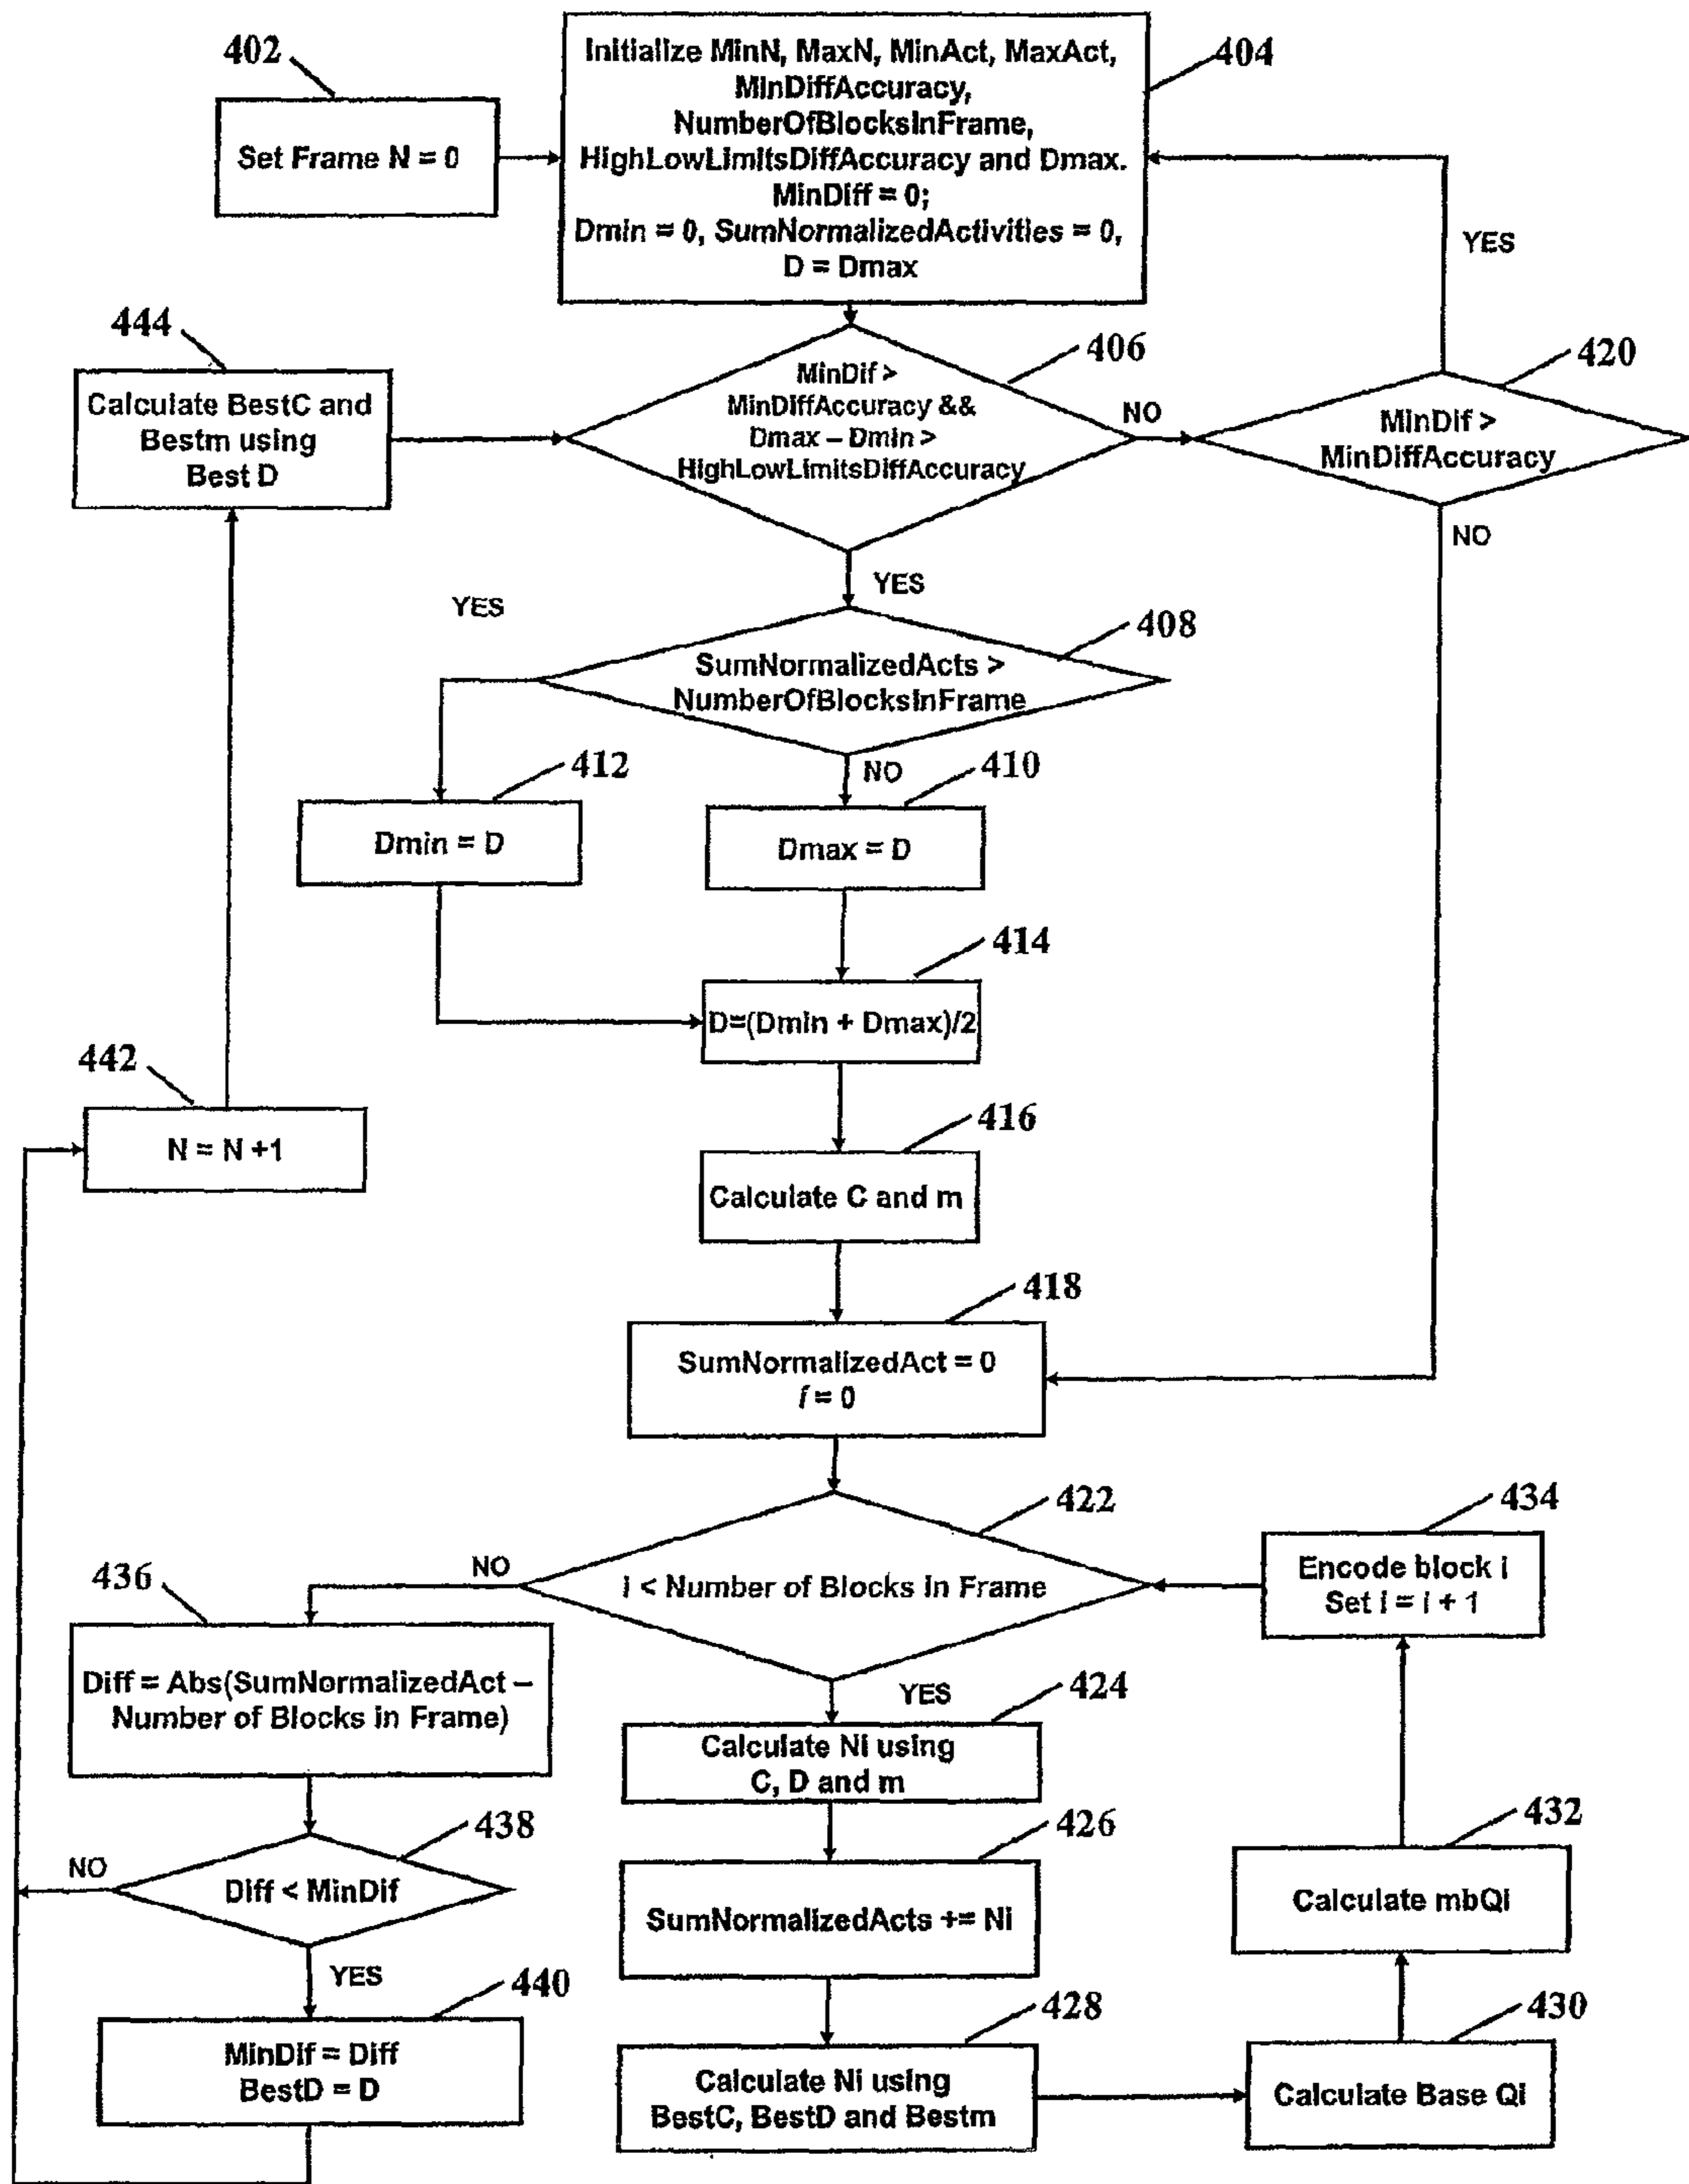 402
Set Frame N = 0
404
Initialize MinN, MaxN, MinAct, MaxAct,
MinDiffAccuracy,
NumberOfBlocksInFrame,
HighLowLimitsDiffAccuracy and Dmax.
MinDiff = 0;
Dmin = 0, SumNormalizedActivities = 0,
D = Dmax
YES
444
Calculate BestC and
Bestm using
Best D
406
MinDif >
MinDiffAccuracy &&
Dmax – Dmin >
HighLowLimitsDiffAccuracy
NO
420
MinDif >
MinDiffAccuracy
NO
YES
YES
408
SumNormalizedActs >
NumberOfBlocksInFrame
412
NO
410
Dmin = D
Dmax = D
414
D=(Dmin + Dmax)/2
442
N = N +1
416
Calculate C and m
418
SumNormalizedAct = 0
i = 0
422
i < Number of Blocks In Frame
NO
434
Encode block i
Set i = i + 1
436
Diff = Abs(SumNormalizedAct –
Number of Blocks in Frame)
YES
424
Calculate Ni using
C, D and m
438
NO
Diff < MinDif
426
SumNormalizedActs += Ni
432
Calculate mbQi
YES
440
MinDif = Diff
BestD = D
428
Calculate Ni using
BestC, BestD and Bestm
430
Calculate Base Qi